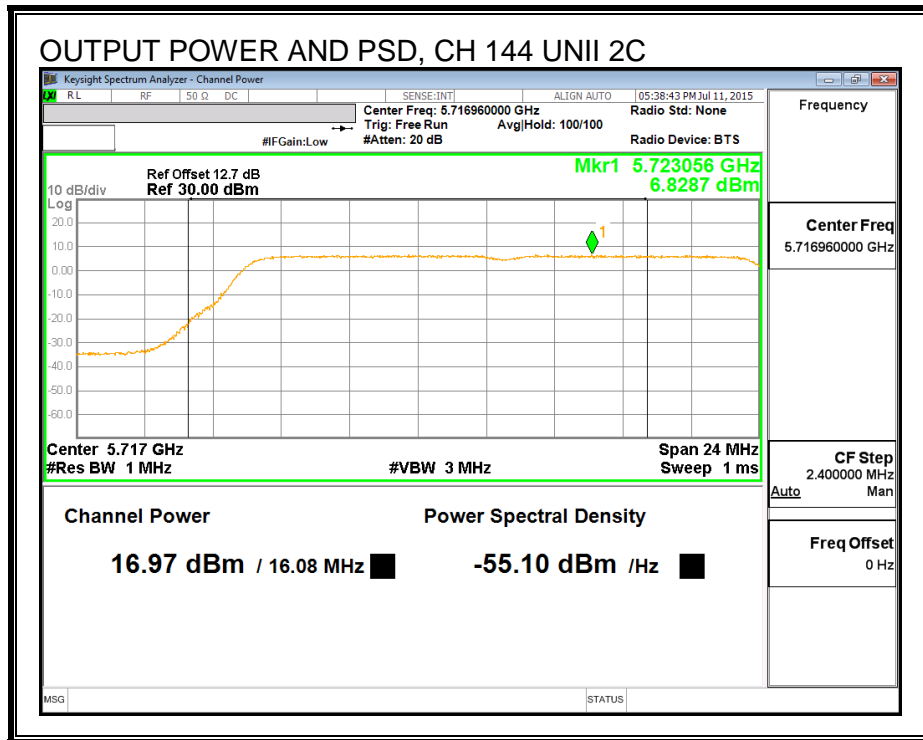 OUTPUT POWER AND PSD, CH 144 UNII 2C
Keysight Spectrum Analyzer - Channel Power
LXI RL RF 50 Ω DC SENSE:INT ALIGN AUTO 05:38:43 PM Jul 11, 2015
Center Freq: 5.716960000 GHz Radio Std: None
Trig: Free Run Avg|Hold: 100/100
#IFGain:Low #Atten: 20 dB Radio Device: BTS
Frequency
Mkr1 5.723056 GHz
6.8287 dBm
Ref Offset 12.7 dB
10 dB/div Ref 30.00 dBm
Log
20.0
10.0
0.00
-10.0
-20.0
-30.0
-40.0
-50.0
-60.0
1
Center 5.717 GHz Span 24 MHz
#Res BW 1 MHz #VBW 3 MHz Sweep 1 ms
Center Freq
5.716960000 GHz
CF Step
2.400000 MHz
Auto Man
Freq Offset
0 Hz
Channel Power Power Spectral Density
16.97 dBm / 16.08 MHz -55.10 dBm /Hz
MSG STATUS